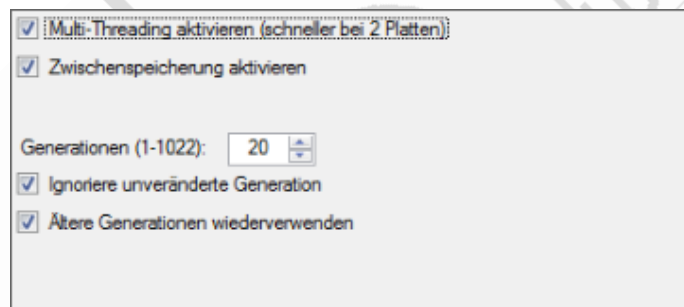 Multi-Threading aktivieren (schneller bei 2 Platten)
Zwischenspeicherung aktivieren
Generationen (1-1022): 20
Ignoriere unveränderte Generation
Ältere Generationen wiederverwenden